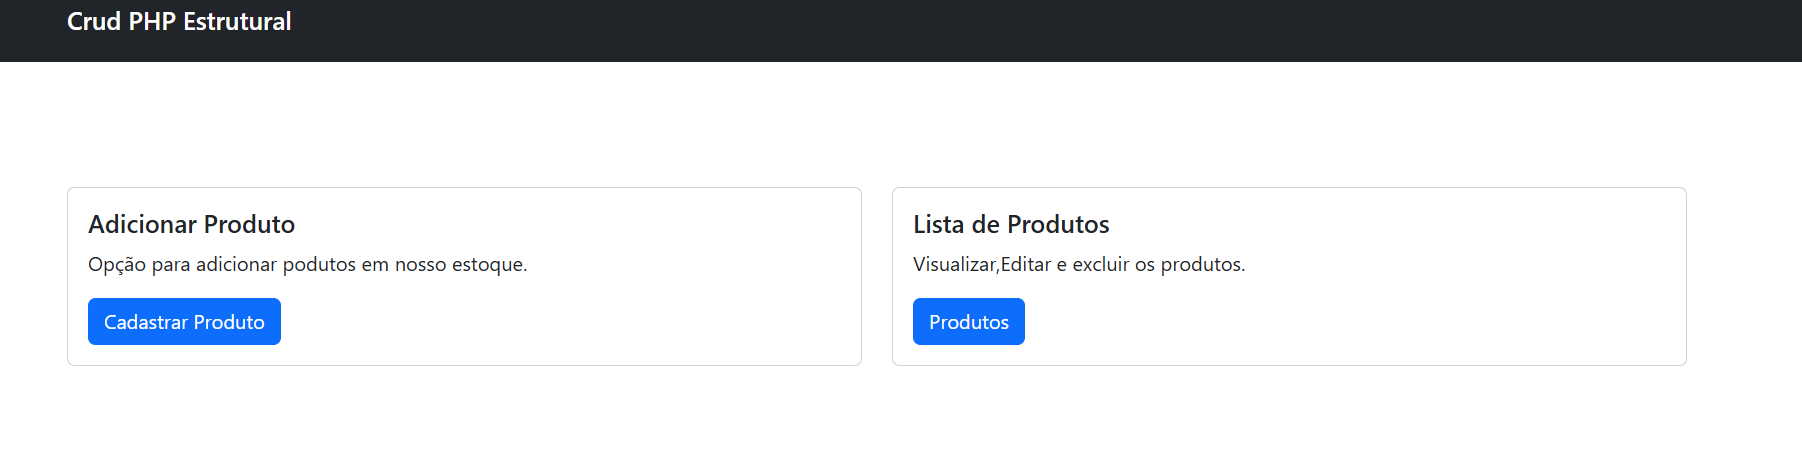 Crud PHP Estrutural
Adicionar Produto
Opção para adicionar podutos em nosso estoque.
Cadastrar Produto
Lista de Produtos
Visualizar,Editar e excluir os produtos.
Produtos